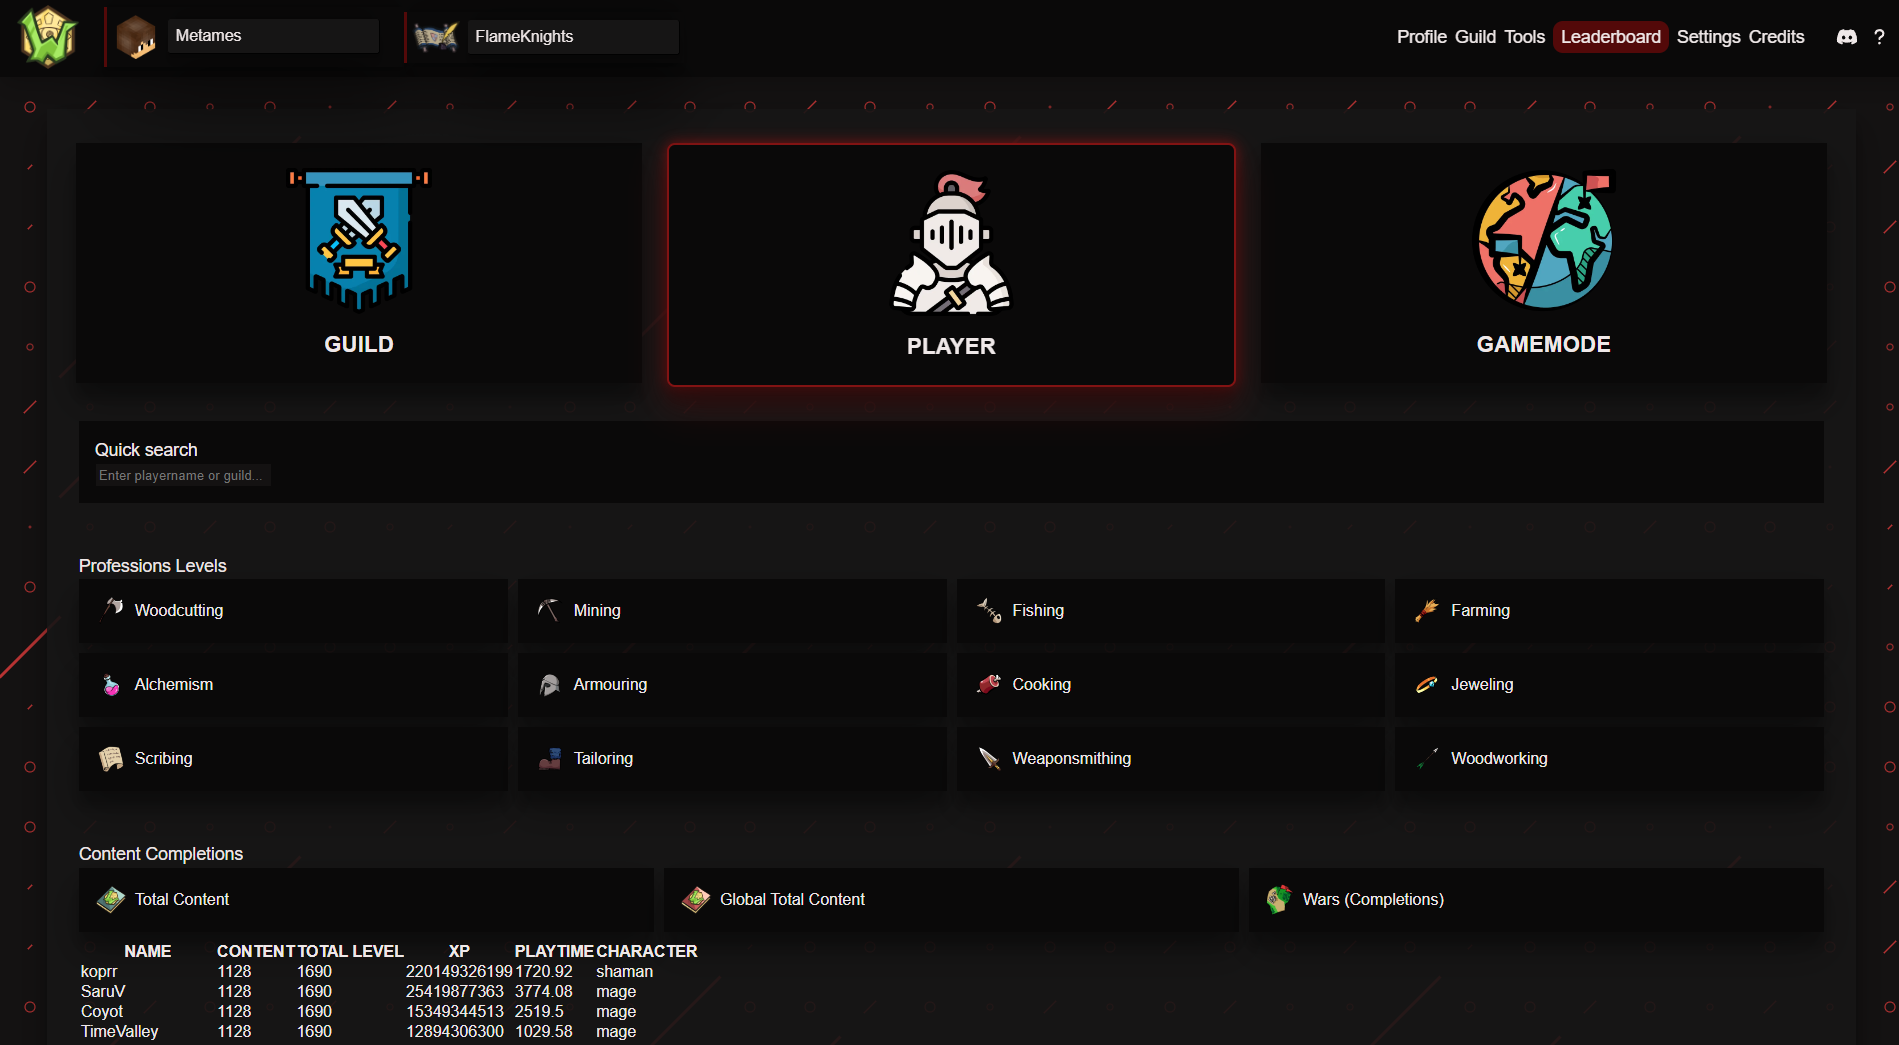 Metames
FlameKnights
Profile Guild Tools Leaderboard Settings Credits ?
GUILD
PLAYER
GAMEMODE
Quick search
Enter playername or guild...
Professions Levels
Woodcutting
Mining
Fishing
Farming
Alchemism
Armouring
Cooking
Jeweling
Scribing
Tailoring
Weaponsmithing
Woodworking
Content Completions
Total Content
Global Total Content
Wars (Completions)
NAME CONTENT TOTAL LEVEL XP PLAYTIME CHARACTER
koprr 1128 1690 220149326199 1720.92 shaman
SaruV 1128 1690 25419877363 3774.08 mage
Coyot 1128 1690 15349344513 2519.5 mage
TimeValley 1128 1690 12894306300 1029.58 mage